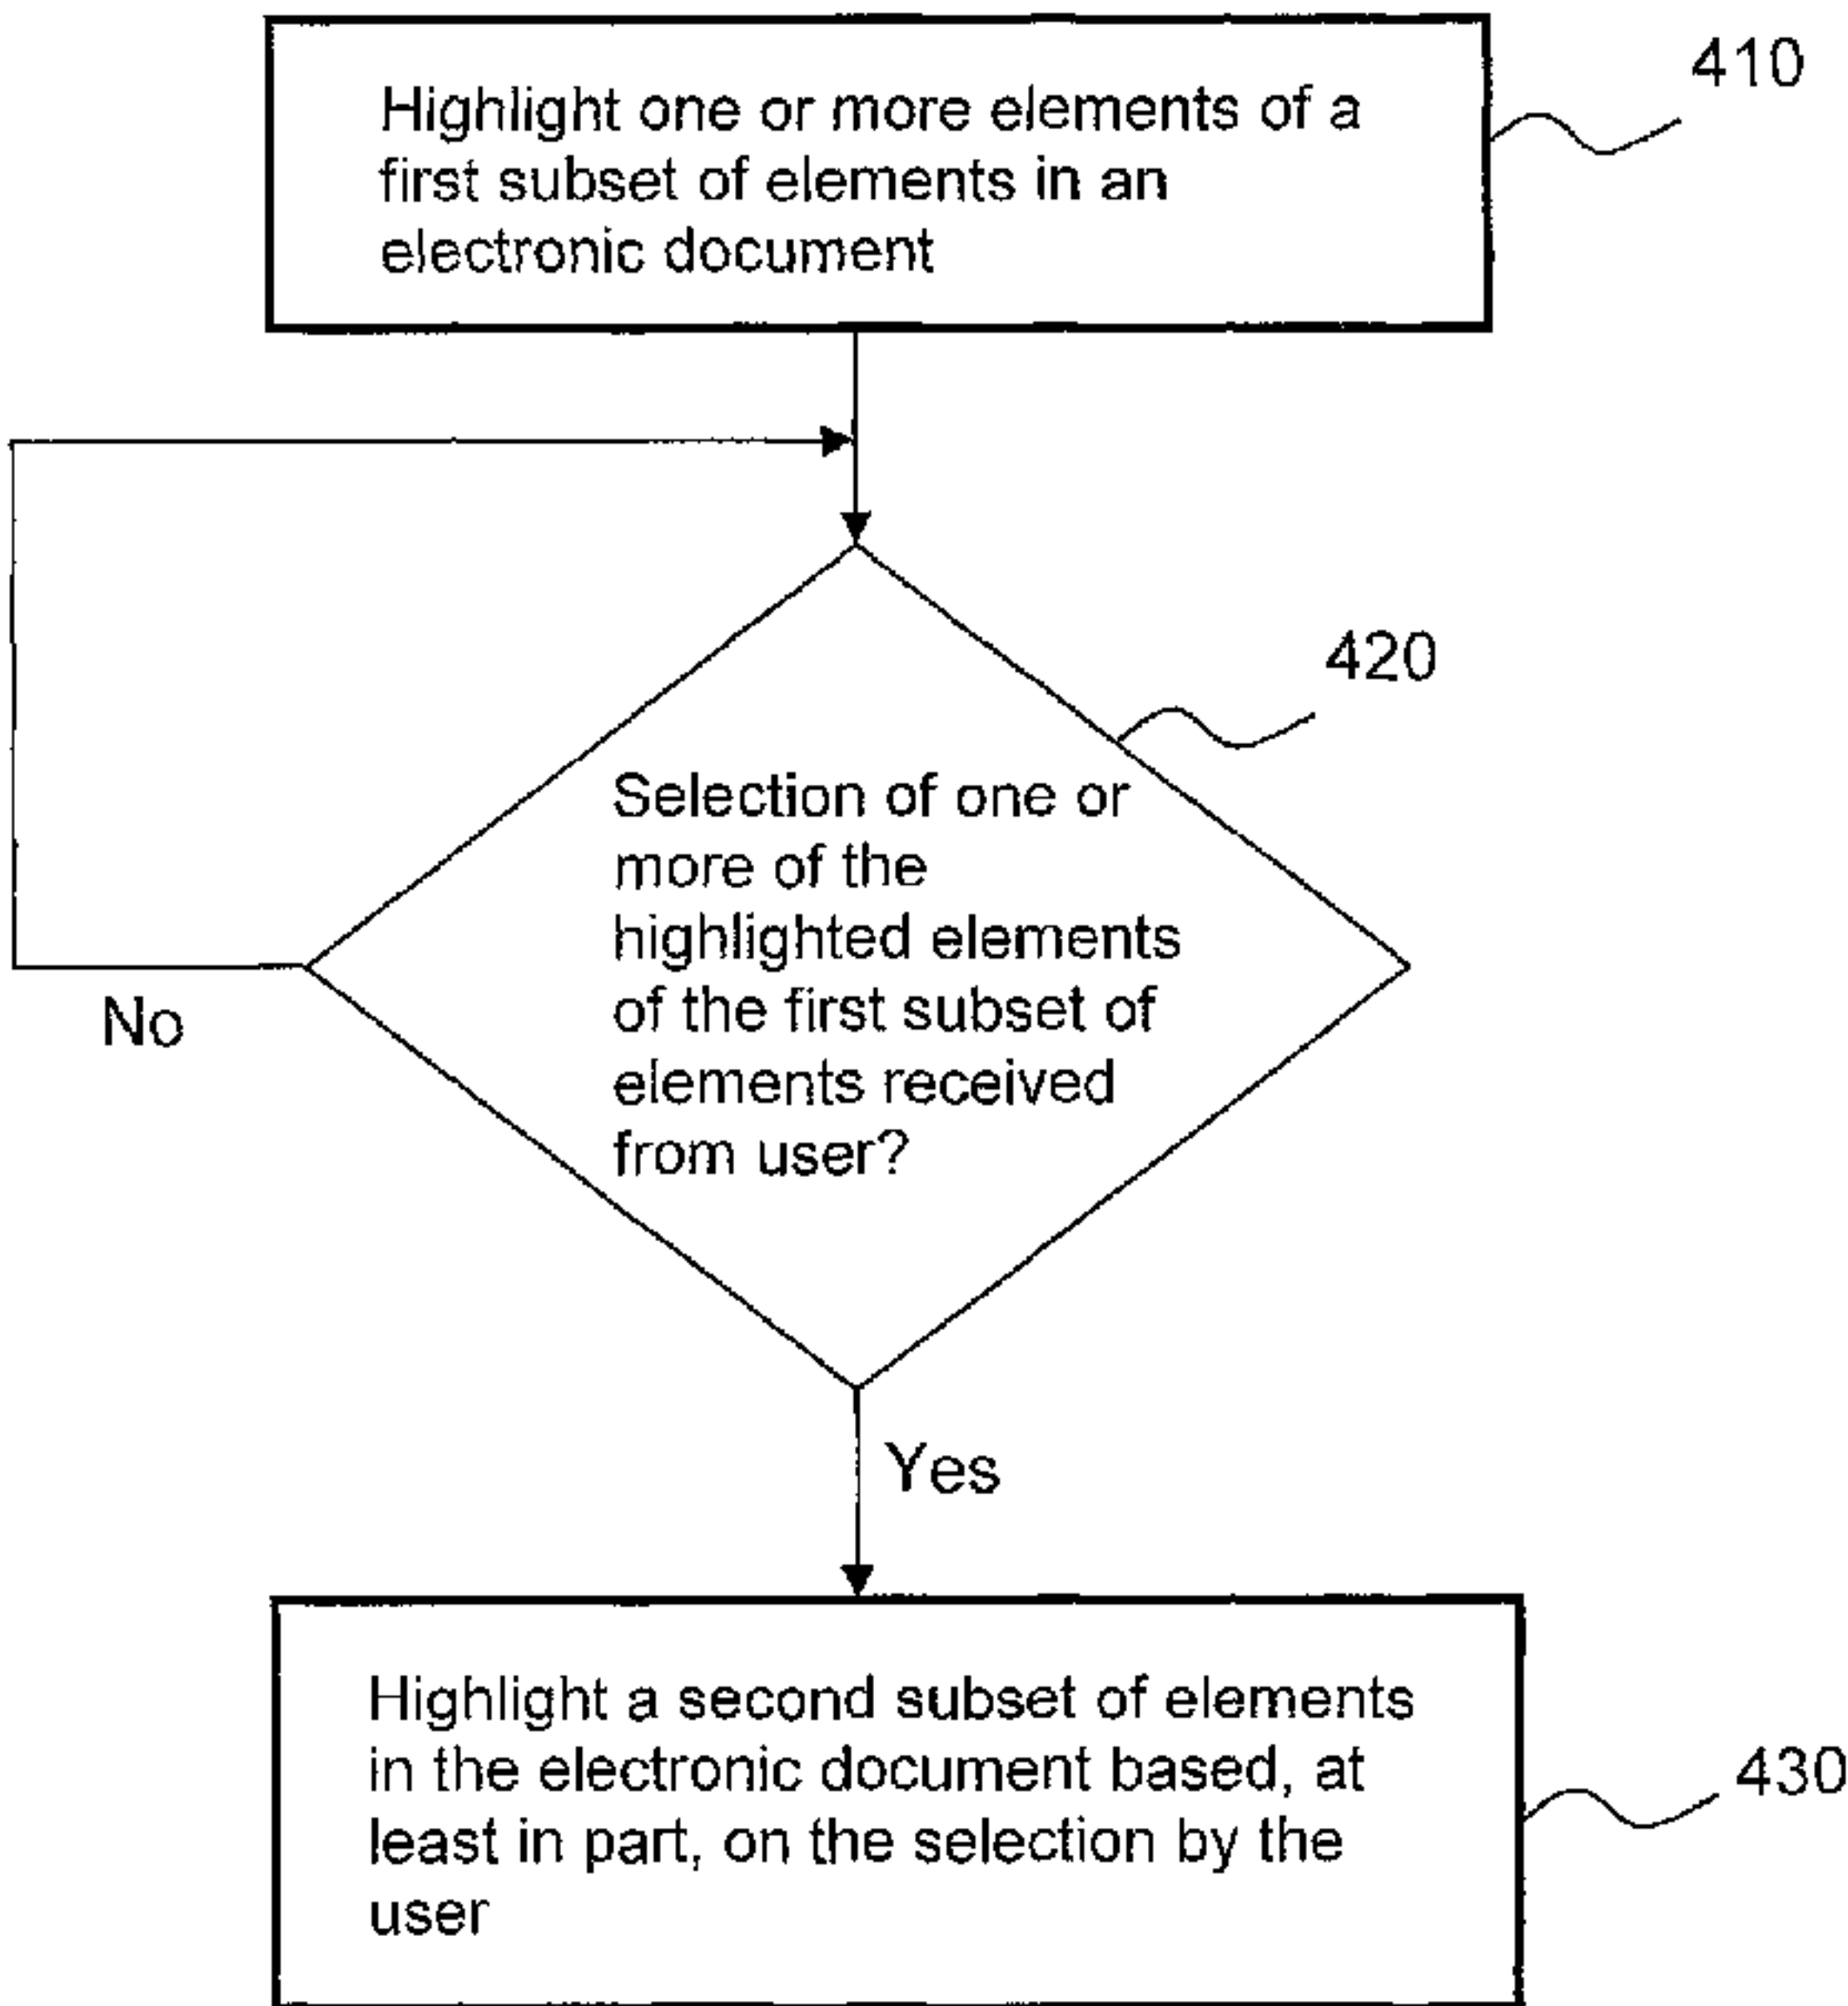 Highlight one or more elements of a
first subset of elements in an
electronic document
410
420
Selection of one or
more of the
highlighted elements
of the first subset of
elements received
from user?
No
Yes
Highlight a second subset of elements
in the electronic document based, at
least in part, on the selection by the
user
430